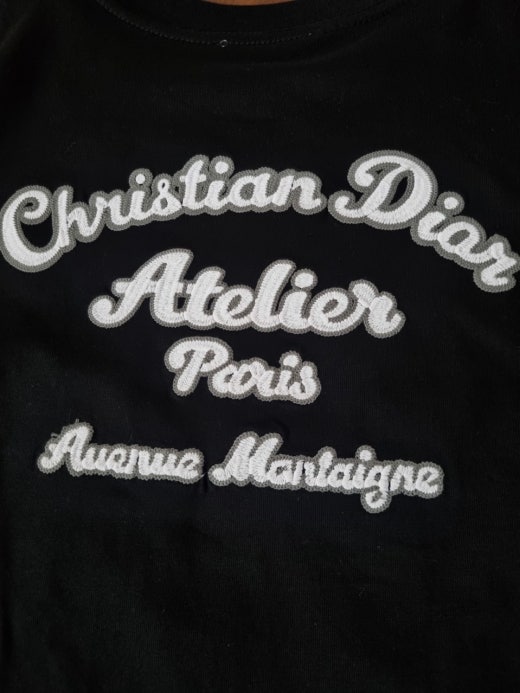 Christian Dior
Atelier
Paris
Avenue Montaigne